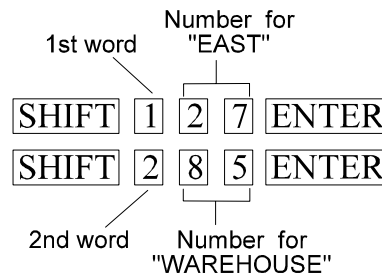 Number for
1st word "EAST"
SHIFT 1 2 7 ENTER
SHIFT 2 8 5 ENTER
2nd word Number for
"WAREHOUSE"